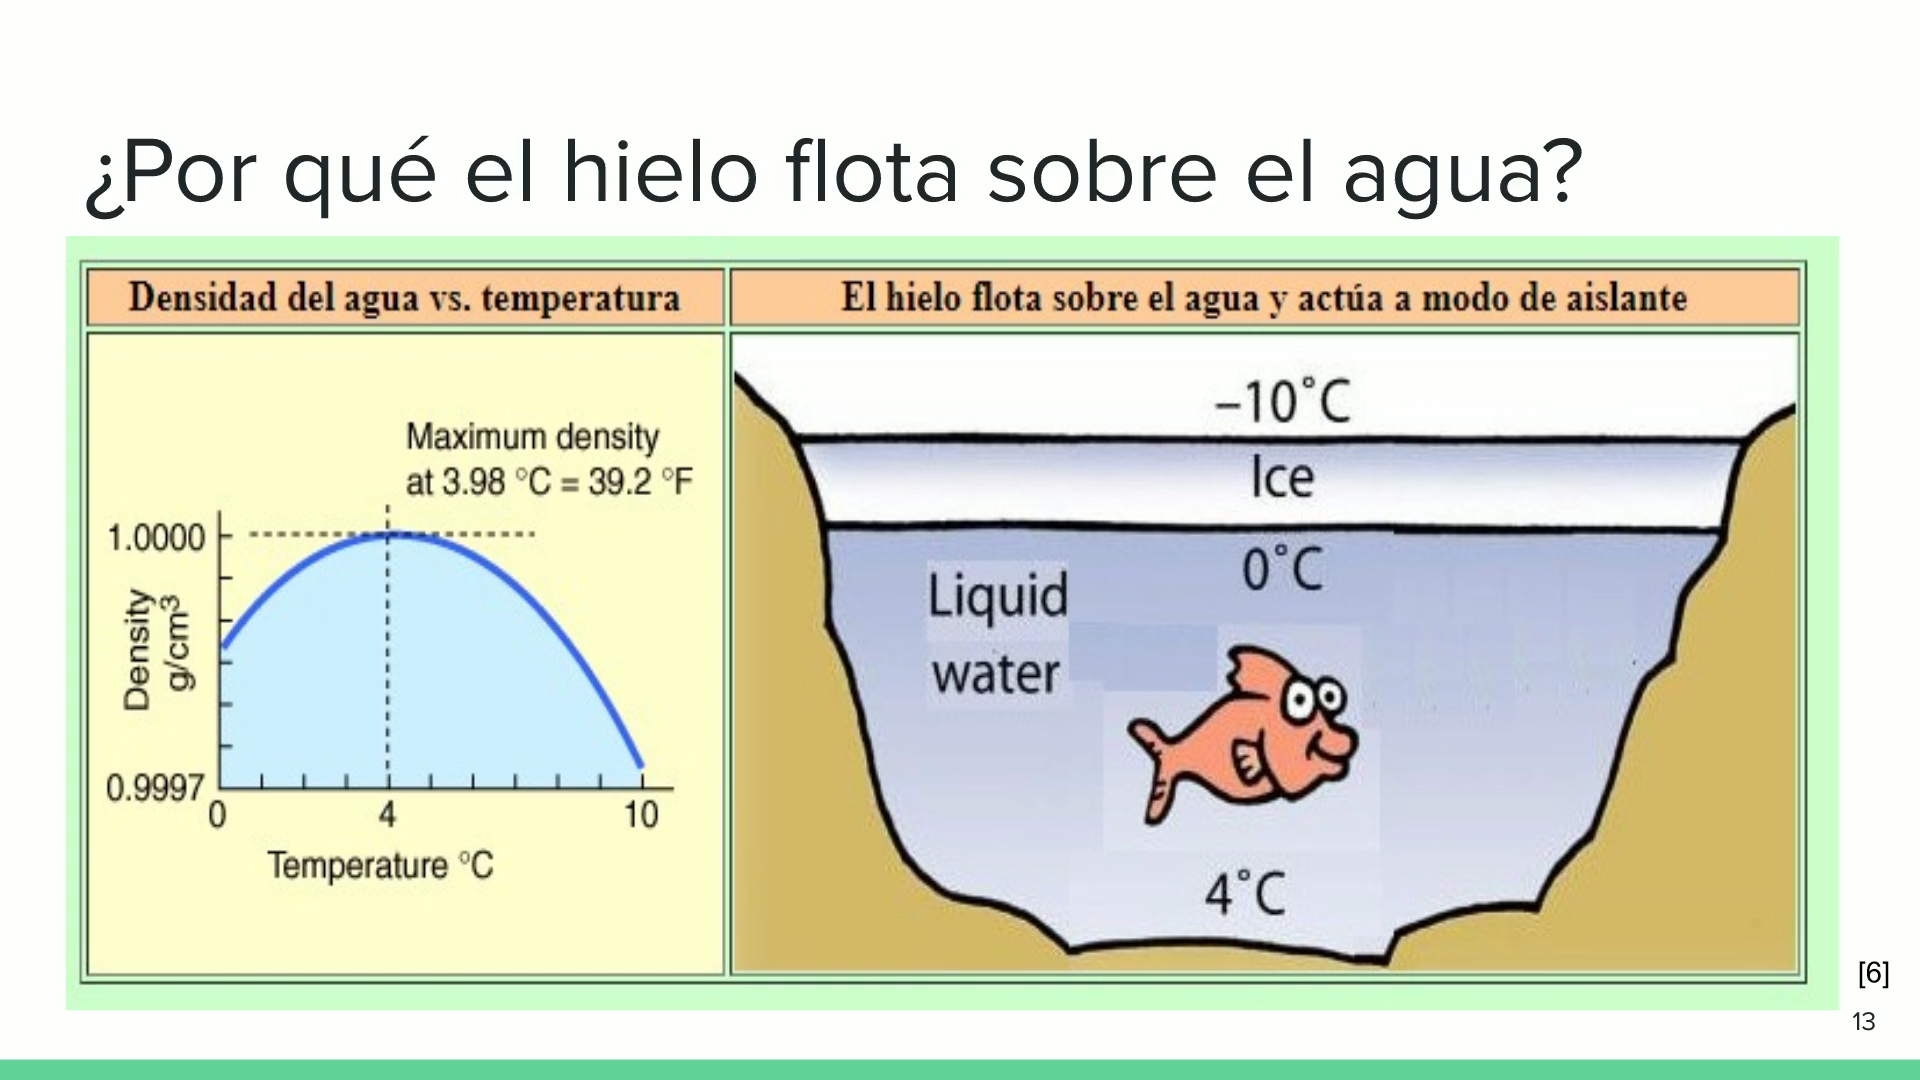 ¿Por qué el hielo flota sobre el agua?
Densidad del agua vs. temperatura
El hielo flota sobre el agua y actúa a modo de aislante
Maximum density
at 3.98 °C = 39.2 °F
1.0000
Density
g/cm³
0.9997
0
4
10
Temperature °C
–10°C
Ice
0°C
Liquid
water
4°C
[6]
13